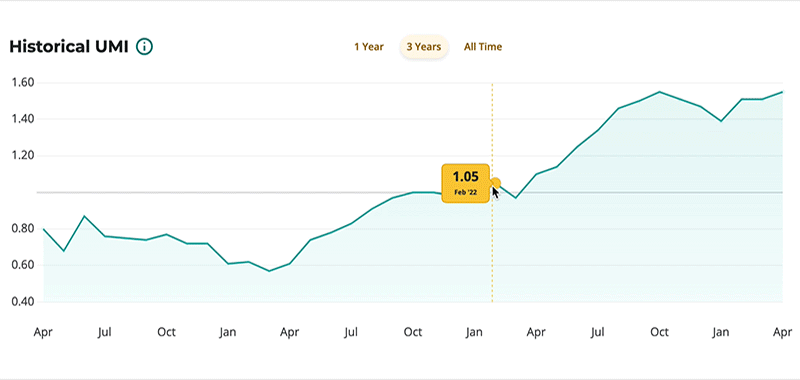 Historical UMI
1 Year 3 Years All Time
1.60
1.40
1.20
1.05
Feb '22
0.80
0.60
0.40
Apr Jul Oct Jan Apr Jul Oct Jan Apr Jul Oct Jan Apr